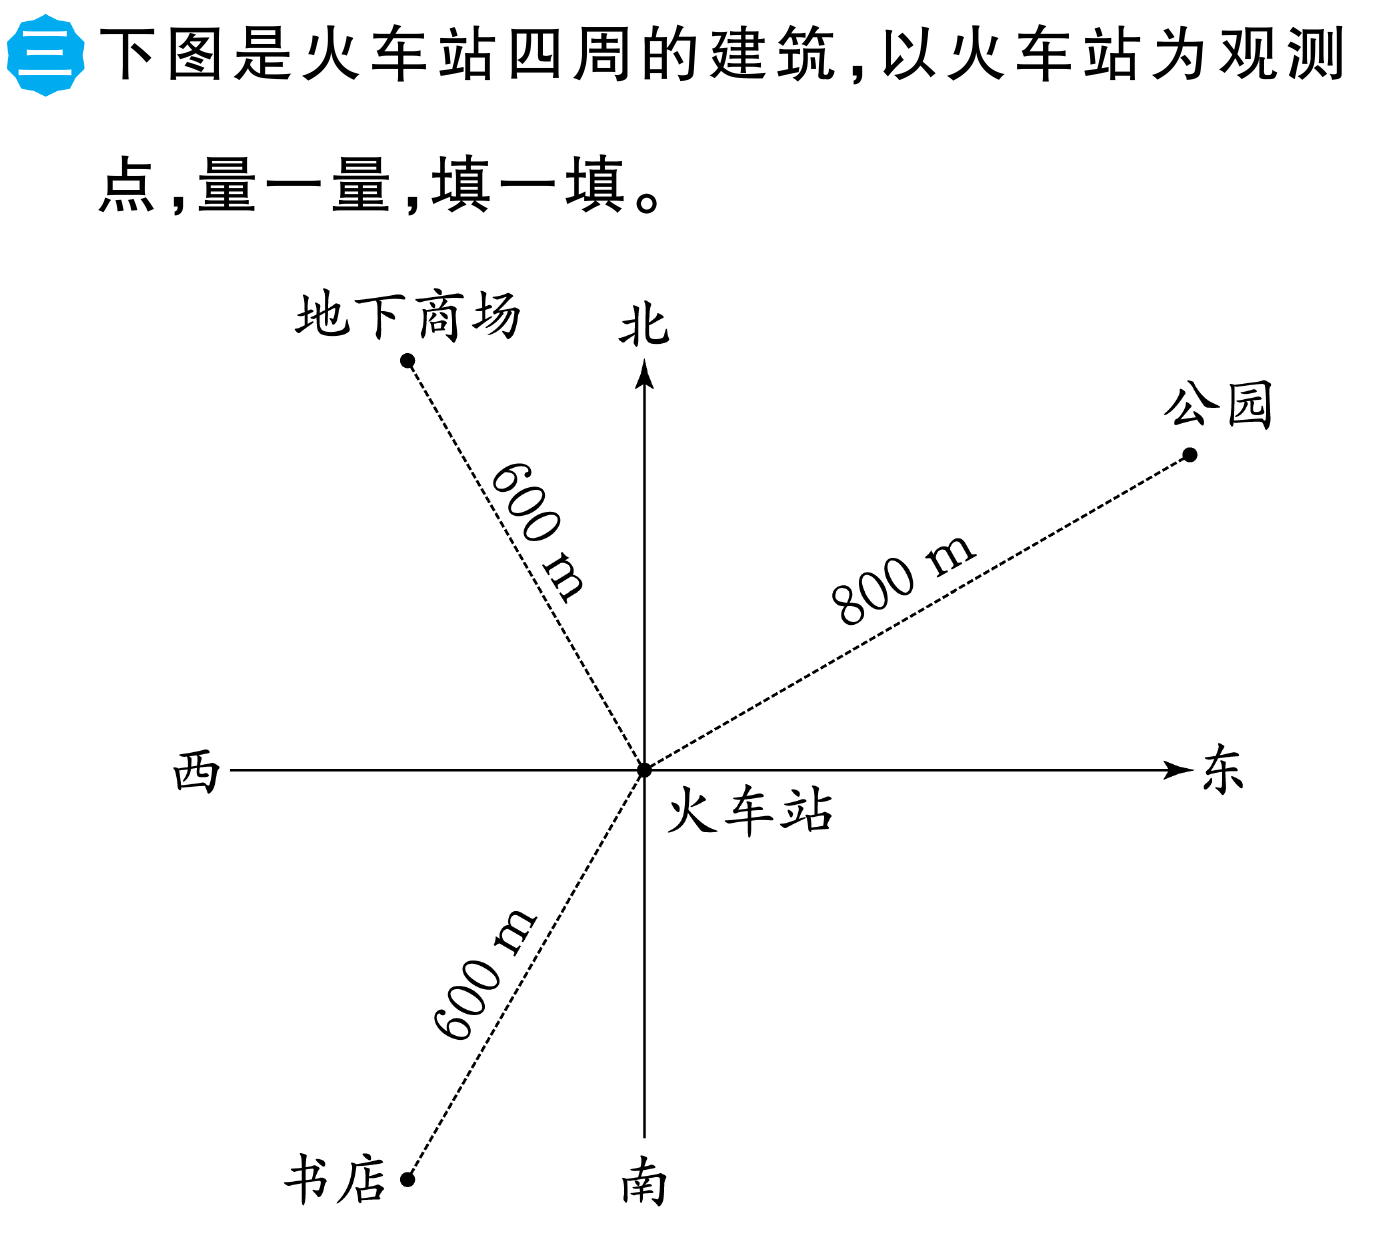 三 下图是火车站四周的建筑,以火车站为观测
点,量一量,填一填。
地下商场
北
公园
600 m
800 m
西
东
火车站
600 m
书店
南